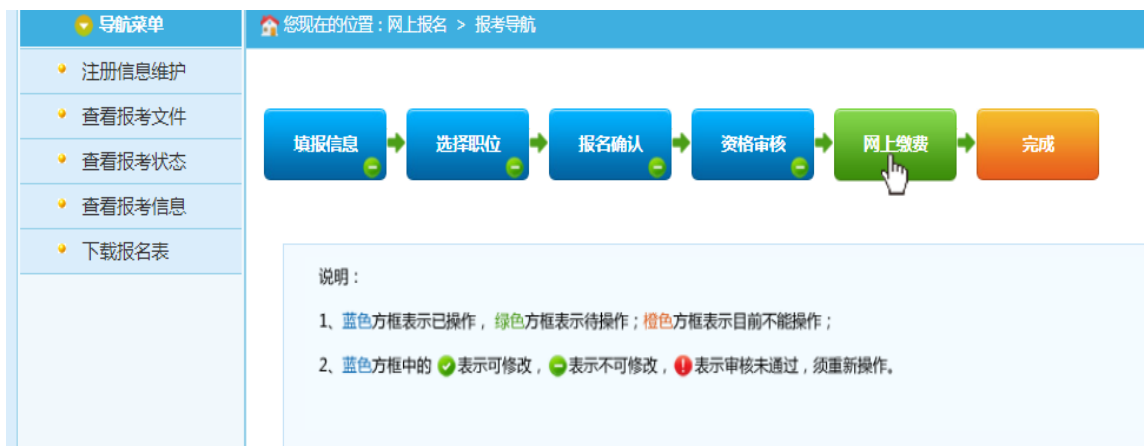 导航菜单
您现在的位置：网上报名 > 报考导航
注册信息维护
查看报考文件
查看报考状态
查看报考信息
下载报名表
填报信息
选择职位
报名确认
资格审核
网上缴费
完成
说明：
1、蓝色方框表示已操作，绿色方框表示待操作；橙色方框表示目前不能操作；
2、蓝色方框中的 表示可修改， 表示不可修改， 表示审核未通过，须重新操作。